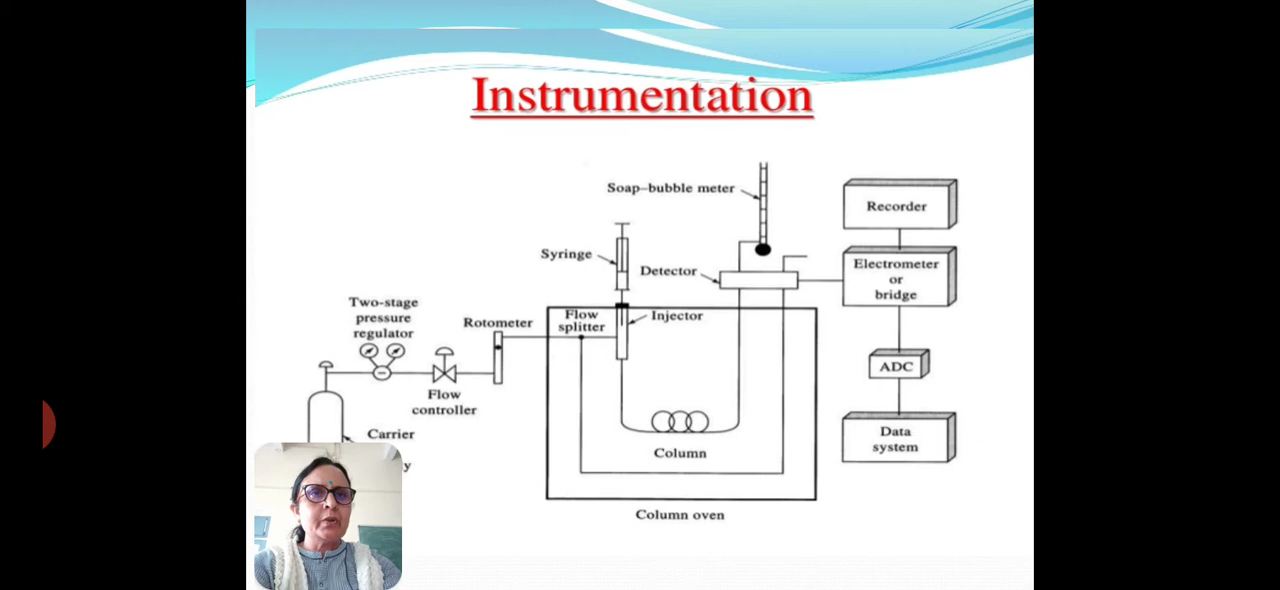 Instrumentation
Soap–bubble meter
Recorder
Syringe
Detector
Electrometer
or
bridge
Two-stage
pressure
regulator
Rotometer
Flow
splitter
Injector
ADC
Flow
controller
Carrier
y
Column
Data
system
Column oven